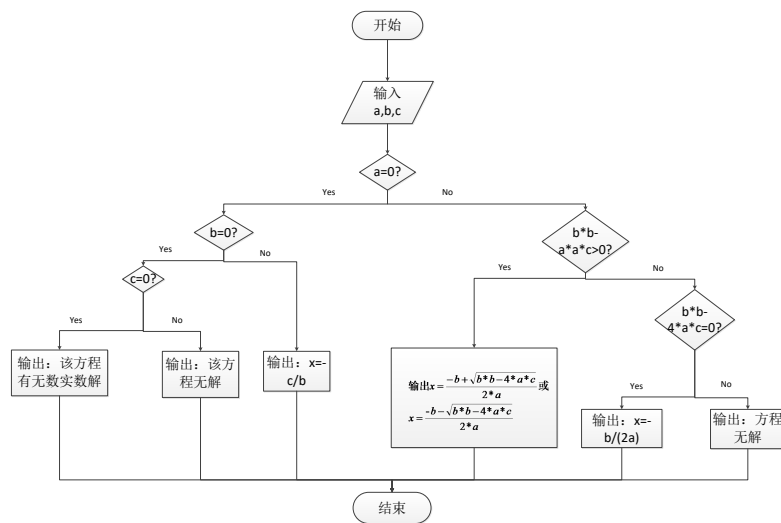 开始
输入
a,b,c
a=0?
Yes
No
b=0?
b*b-
a*a*c>0?
Yes
No
Yes
No
c=0?
b*b-
4*a*c=0?
Yes
No
输出：该方程
有无数实数解
输出：该方
程无解
输出：x=-
c/b
输出x=(-b+√(b*b-4*a*c))/(2*a)或
x=(-b-√(b*b-4*a*c))/(2*a)
Yes
No
输出：x=-
b/(2a)
输出：方程
无解
结束